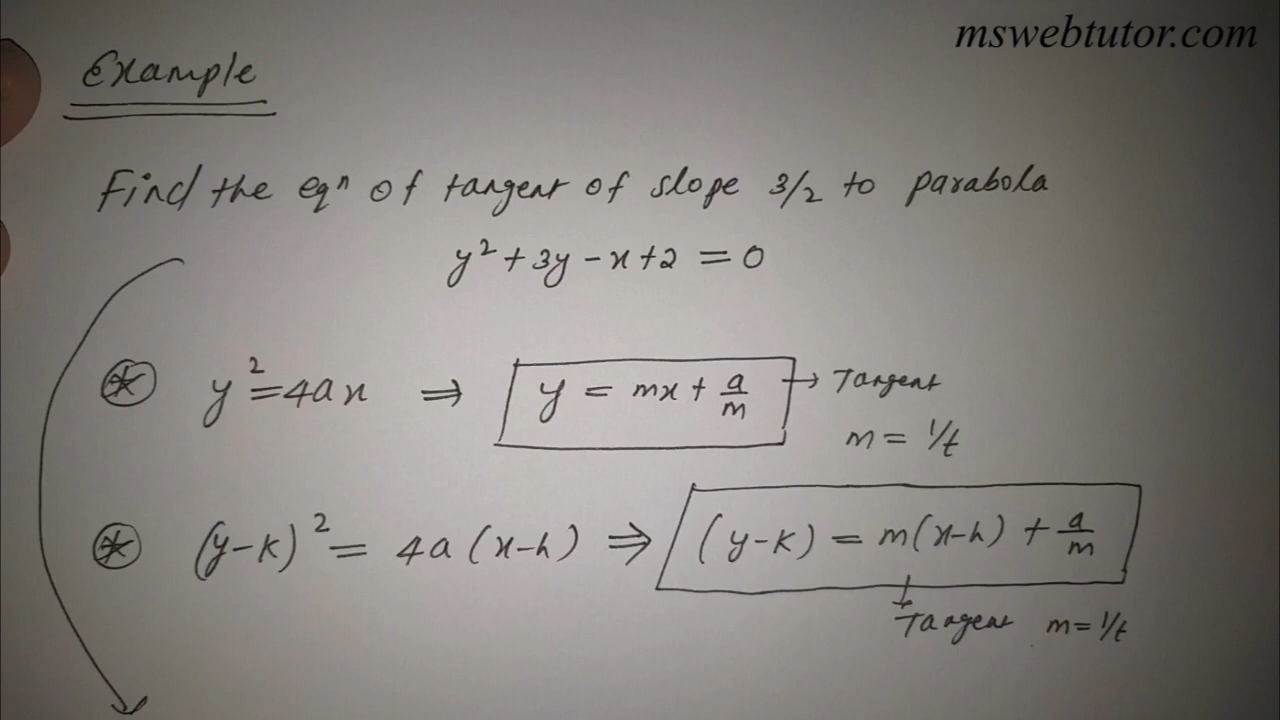 mswebtutor.com
Example
Find the eqⁿ of tangent of slope 3/2 to parabola
y² + 3y - x + 2 = 0
⊛ y² = 4ax ⇒ y = mx + a/m → Tangent
m = 1/t
⊛ (y-k)² = 4a(x-h) ⇒ (y-k) = m(x-h) + a/m
Tangent m = 1/t